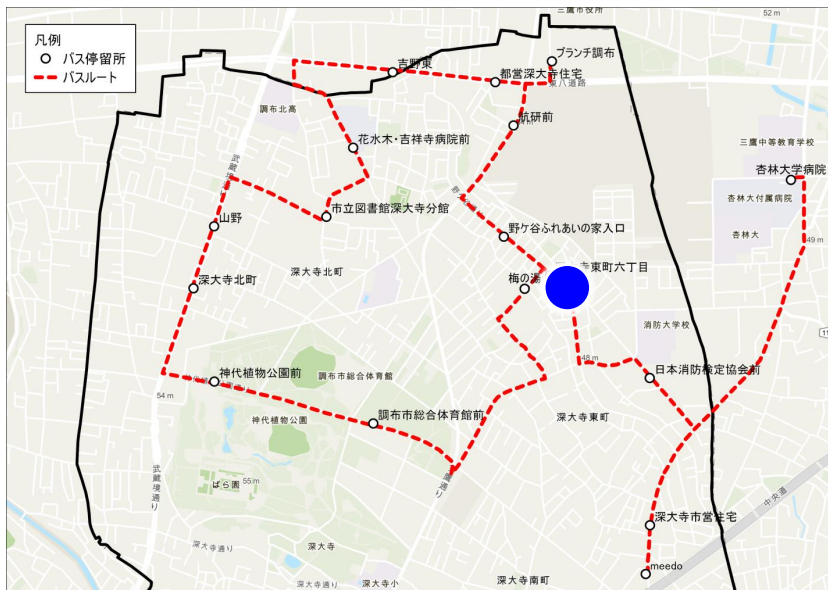 三鷹市役所
52 m
凡例
バス停留所
バスルート
吉野東
ブランチ調布
都営深大寺住宅
東八道路
調布北高
航研前
花水木・吉祥寺病院前
三鷹中等教育学校
武蔵境通り
杏林大学病院
杏林大付属病院
市立図書館深大寺分館
山野
野ケ谷ふれあいの家入口
杏林大
49 m
深大寺北町
寺東町六丁目
梅の湯
深大寺北町
消防大学校
48 m
神代植物公園前
調布市総合体育館
日本消防検定協会前
54 m
神代植物公園
調布市総合体育館前
深大寺東町
ばら園
55 m
武蔵境通り
中央道
深大寺市営住宅
深大寺通り
深大寺
meedo
深大寺通り
深大寺小
深大寺南町